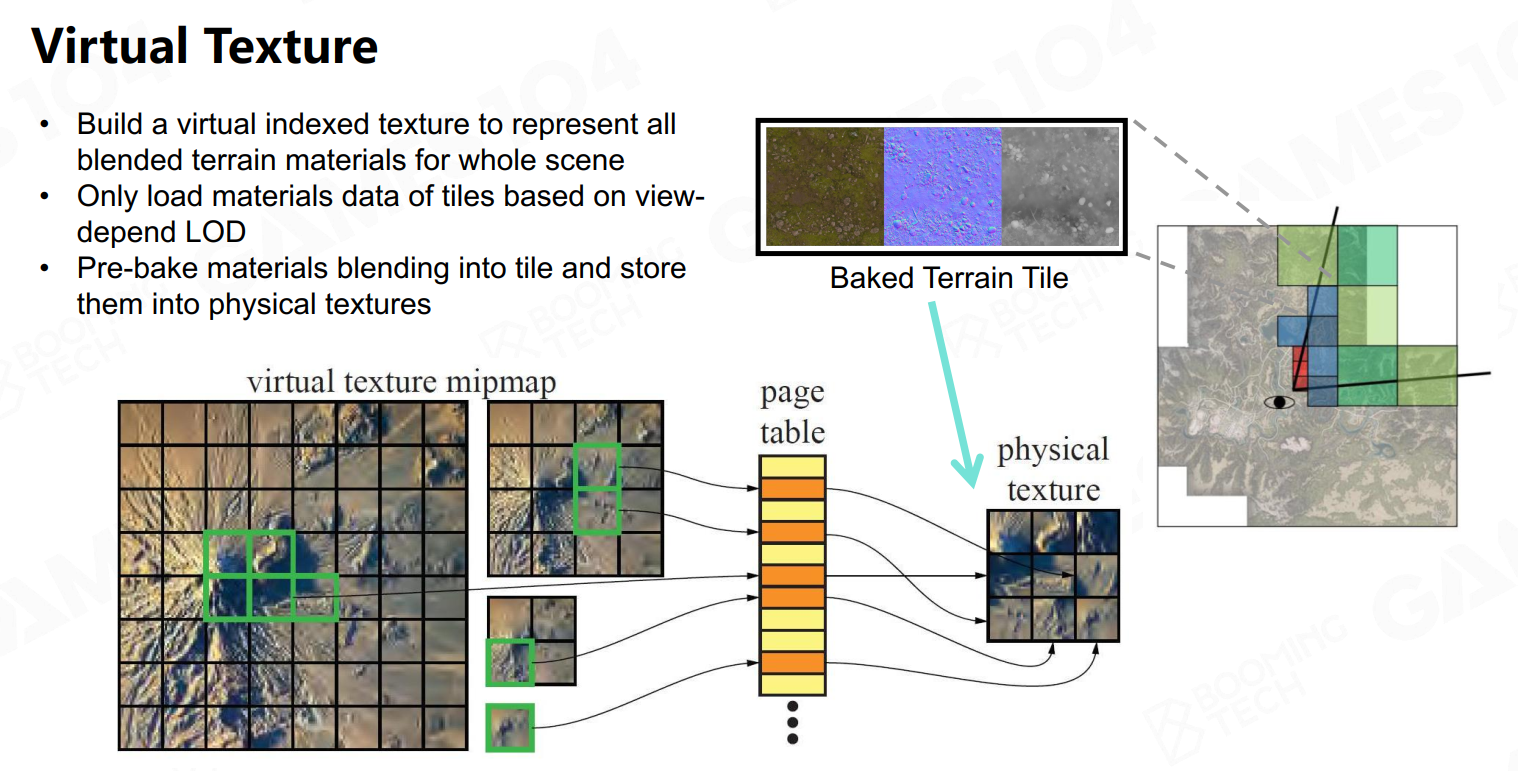 Virtual Texture
• Build a virtual indexed texture to represent all
blended terrain materials for whole scene
• Only load materials data of tiles based on view-
depend LOD
• Pre-bake materials blending into tile and store
them into physical textures
Baked Terrain Tile
virtual texture mipmap
page
table
physical
texture
GAMES 104
BOOMING
TECH